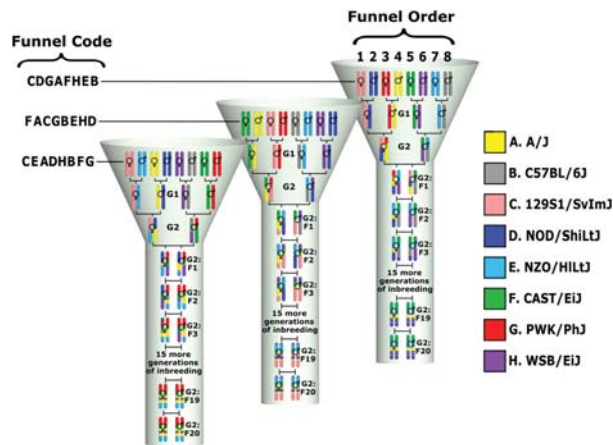 Funnel Code
Funnel Order
1 2 3 4 5 6 7 8
CDGAFHEB
G1
G2
G2:
F1
G2:
F2
G2:
F3
15 more
generations
of inbreeding
G2:
F19
G2:
F20
FACGBEHD
G1
G2
G2:
F1
G2:
F2
G2:
F3
15 more
generations
of inbreeding
G2:
F19
G2:
F20
CEADHBFG
G1
G2
G2:
F1
G2:
F2
G2:
F3
15 more
generations
of inbreeding
G2:
F19
G2:
F20
A. A/J
B. C57BL/6J
C. 129S1/SvImJ
D. NOD/ShiLtJ
E. NZO/HlLtJ
F. CAST/EiJ
G. PWK/PhJ
H. WSB/EiJ